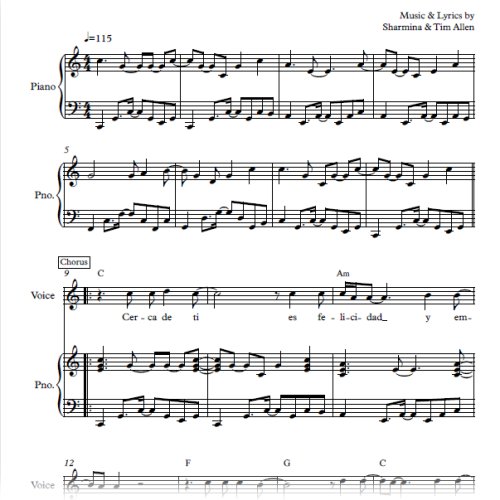 Music & Lyrics by
Sharmina & Tim Allen
♩=115
Piano
5
Pno.
Chorus
9 C Am
Voice
Cer-ca de ti es fe-li-ci-dad_ y em-
Pno.
12 F G C
Voice